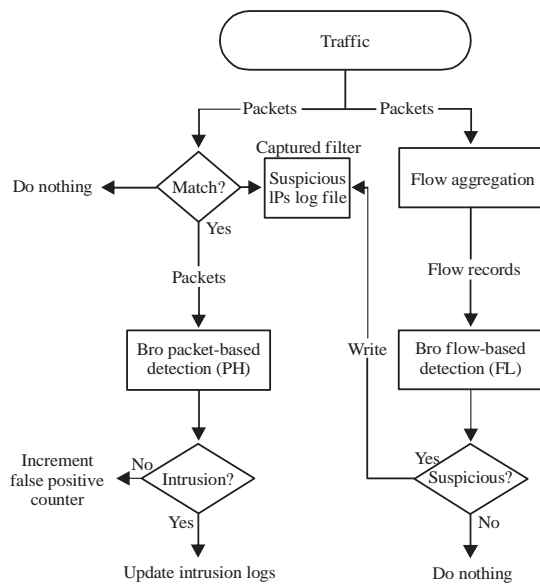 Traffic
Packets
Packets
Captured filter
Do nothing
Match?
Suspicious
IPs log file
Flow aggregation
Yes
Packets
Flow records
Bro packet-based
detection (PH)
Write
Bro flow-based
detection (FL)
Increment
false positive
counter
No
Intrusion?
Yes
Suspicious?
Yes
No
Update intrusion logs
Do nothing